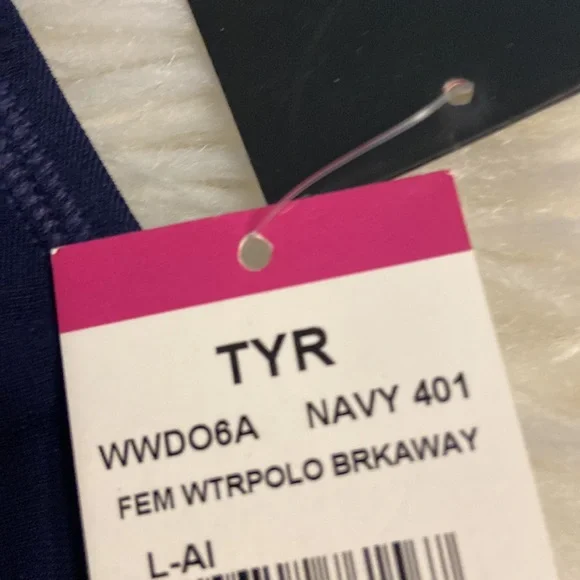 TYR
WWDO6A NAVY 401
FEM WTRPOLO BRKAWAY
L-AI